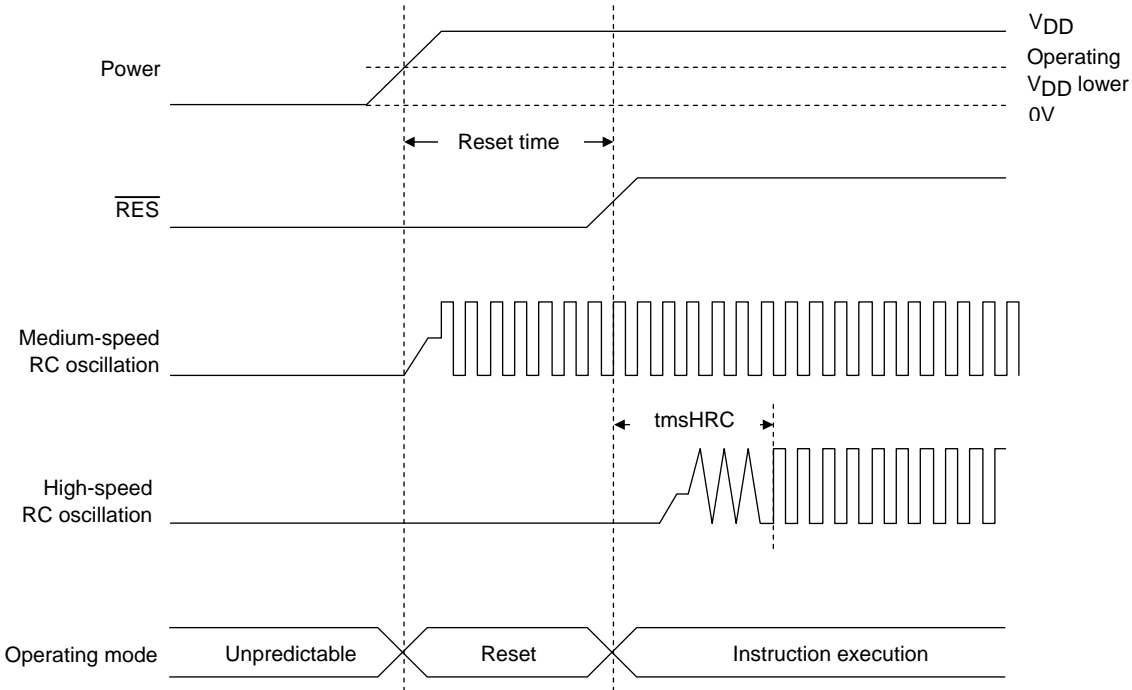 VDD
Operating
VDD lower
0V
Power
Reset time
RES
Medium-speed
RC oscillation
tmsHRC
High-speed
RC oscillation
Operating mode
Unpredictable
Reset
Instruction execution